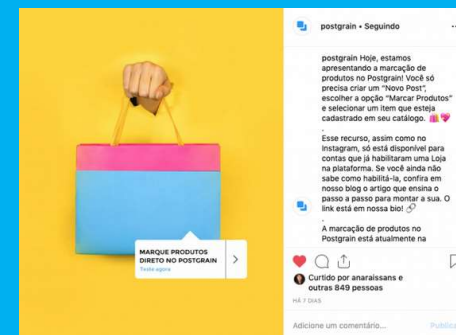 postgrain • Seguindo
postgrain Hoje, estamos
apresentando a marcação de
produtos no Postgrain! Você só
precisa criar um "Novo Post",
escolher a opção "Marcar Produtos"
e selecionar um item que esteja
cadastrado em seu catálogo. 🛍️💝
.
Esse recurso, assim como no
Instagram, só está disponível para
contas que já habilitaram uma Loja
na plataforma. Se você ainda não
sabe como habilitá-la, confira em
nosso blog o artigo que ensina o
passo a passo para montar a sua. O
link está em nossa bio! 🔗
.
A marcação de produtos no
Postgrain está atualmente na
MARQUE PRODUTOS
DIRETO NO POSTGRAIN
Teste agora
Curtido por anaraissans e
outras 849 pessoas
HÁ 7 DIAS
Adicione um comentário...